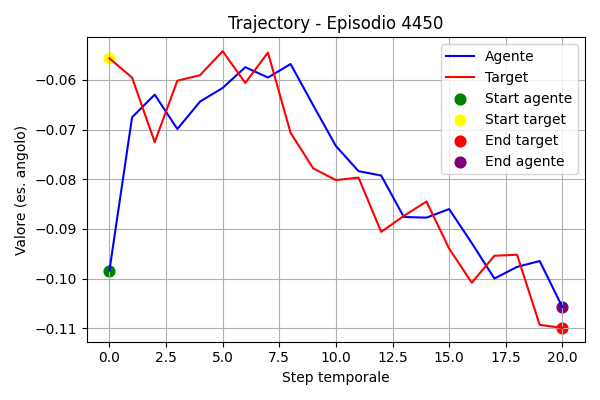 Trajectory - Episodio 4450
Agente
Target
Start agente
Start target
End target
End agente
Valore (es. angolo)
−0.06
−0.07
−0.08
−0.09
−0.10
−0.11
0.0 2.5 5.0 7.5 10.0 12.5 15.0 17.5 20.0
Step temporale